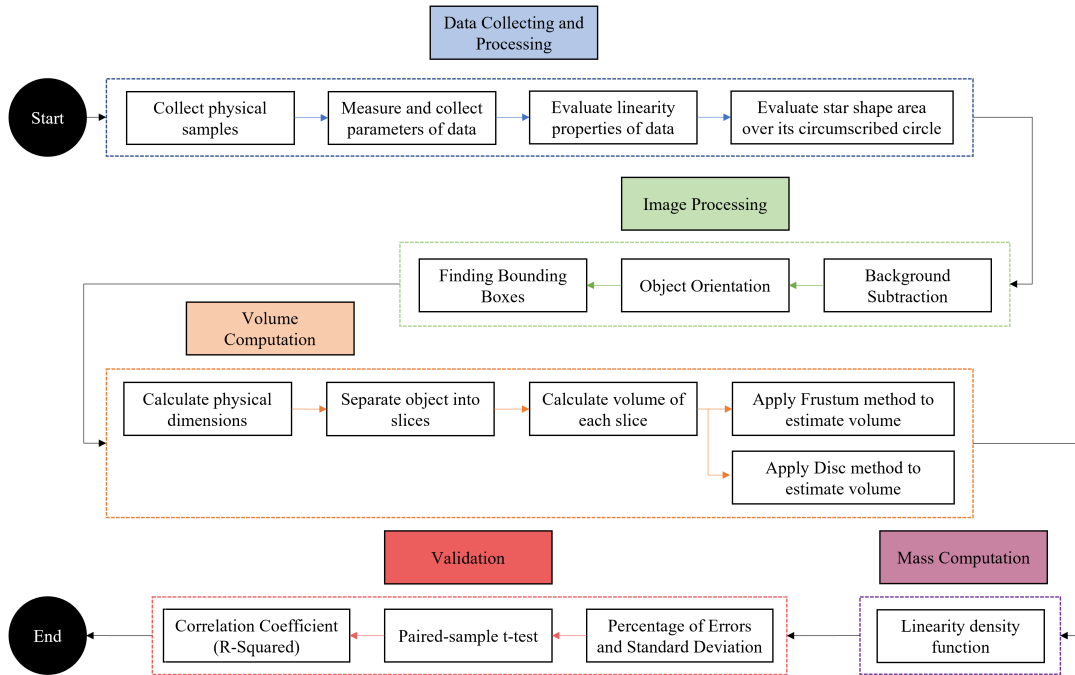 Data Collecting and
Processing
Start
Collect physical
samples
Measure and collect
parameters of data
Evaluate linearity
properties of data
Evaluate star shape area
over its circumscribed circle
Image Processing
Finding Bounding
Boxes
Object Orientation
Background
Subtraction
Volume
Computation
Calculate physical
dimensions
Separate object into
slices
Calculate volume of
each slice
Apply Frustum method to
estimate volume
Apply Disc method to
estimate volume
Validation
Mass Computation
End
Correlation Coefficient
(R-Squared)
Paired-sample t-test
Percentage of Errors
and Standard Deviation
Linearity density
function